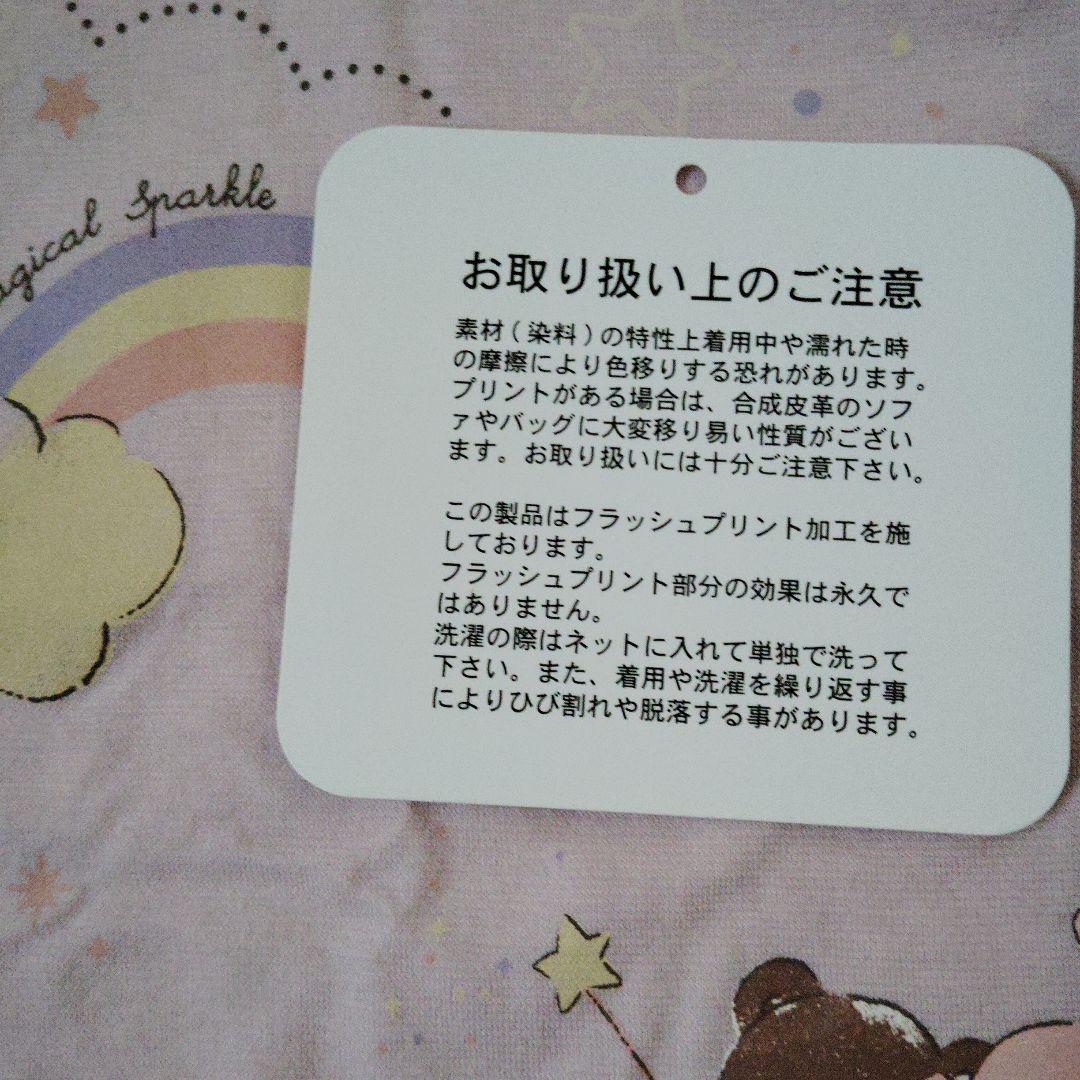 ogical Sparkle
お取り扱い上のご注意
素材(染料)の特性上着用中や濡れた時
の摩擦により色移りする恐れがあります。
プリントがある場合は、合成皮革のソフ
ァやバッグに大変移り易い性質がござい
ます。お取り扱いには十分ご注意下さい。
この製品はフラッシュプリント加工を施
しております。
フラッシュプリント部分の効果は永久で
はありません。
洗濯の際はネットに入れて単独で洗って
下さい。また、着用や洗濯を繰り返す事
によりひび割れや脱落する事があります。